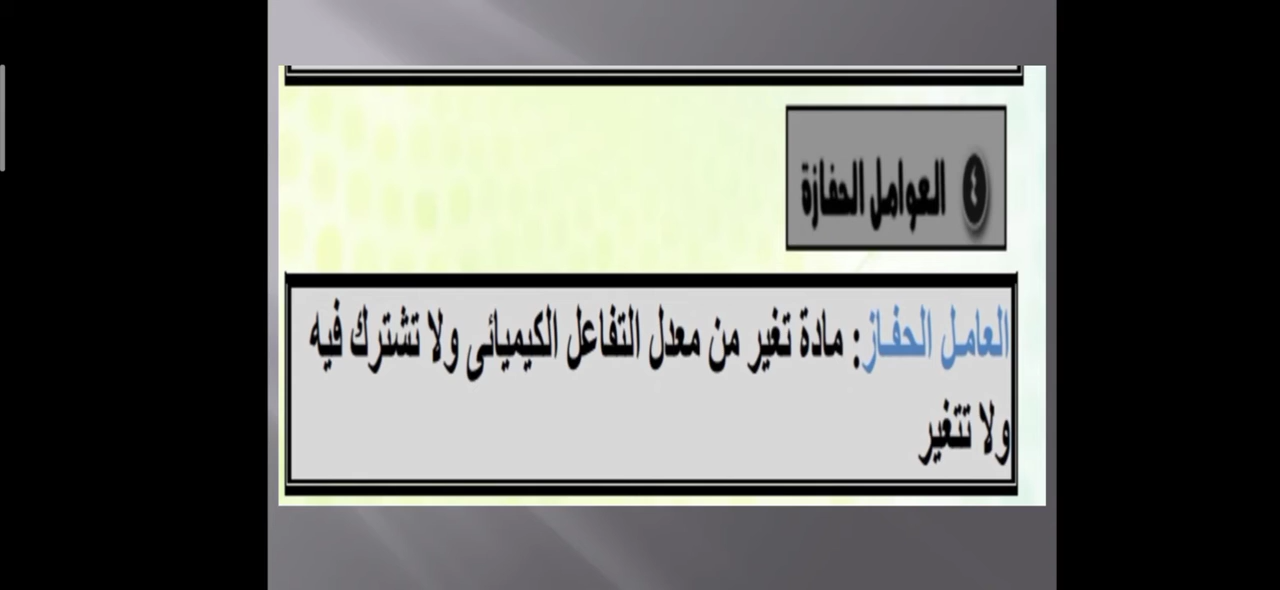 ٤ العوامل الحفازة
العامل الحفاز: مادة تغير من معدل التفاعل الكيميائى ولا تشترك فيه
ولا تتغير